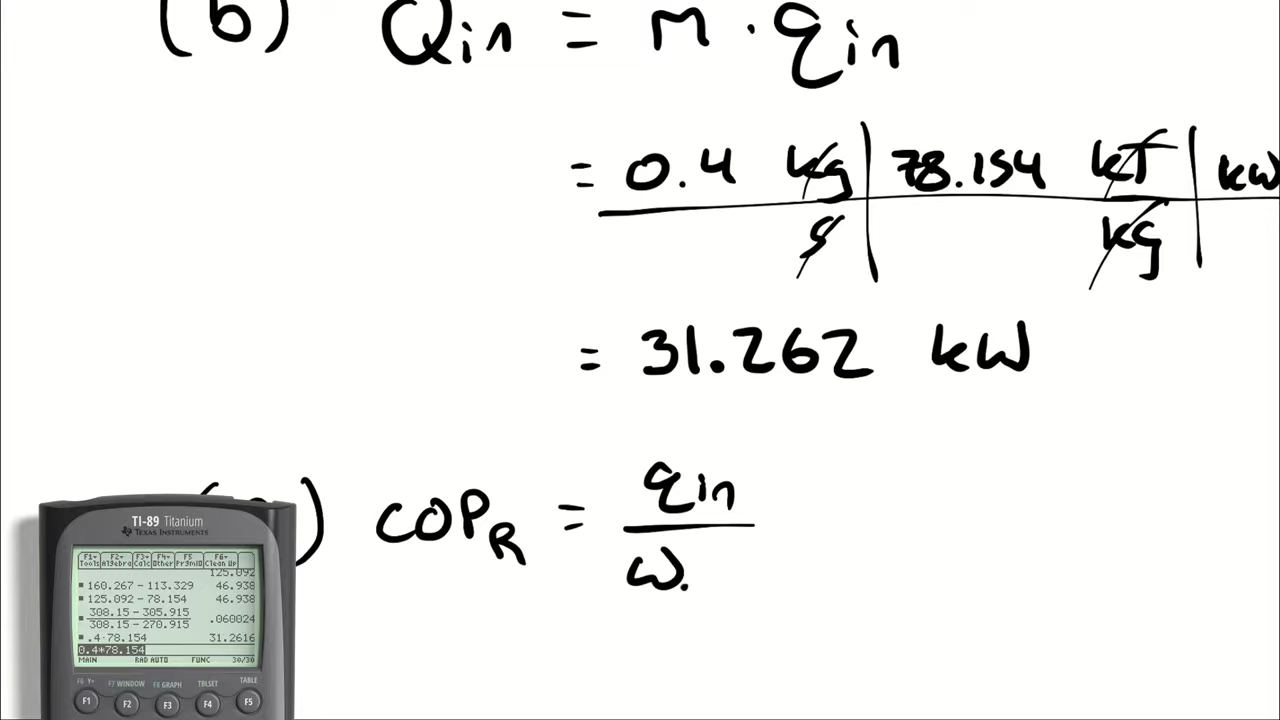 (b) Qin = m · qin
= 0.4 kg | 78.154 kJ | kW
s kg
= 31.262 kW
) COPR = qin
w.
TI-89 Titanium
TEXAS INSTRUMENTS
F1 F2 F3 F4 F5 F6
Tools Algebra Calc Other PrgmIO Clean Up
125.092
160.267 - 113.329 46.938
125.092 - 78.154 46.938
308.15 - 305.915
308.15 - 270.915 .060024
.4·78.154 31.2616
0.4*78.154
MAIN RAD AUTO FUNC 30/30
F6 Y= F7 WINDOW F8 GRAPH TBLSET TABLE
F1 F2 F3 F4 F5